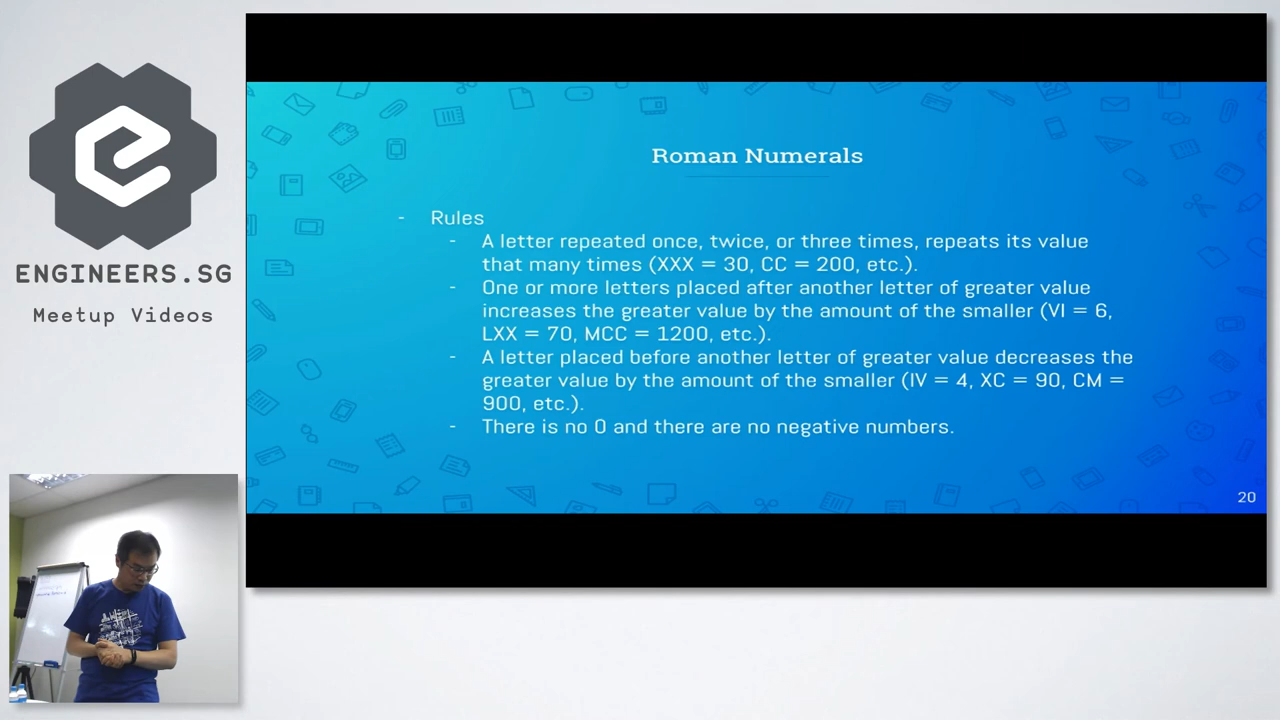 ENGINEERS.SG
Meetup Videos
Roman Numerals
- Rules
- A letter repeated once, twice, or three times, repeats its value
that many times (XXX = 30, CC = 200, etc.).
- One or more letters placed after another letter of greater value
increases the greater value by the amount of the smaller (VI = 6,
LXX = 70, MCC = 1200, etc.).
- A letter placed before another letter of greater value decreases the
greater value by the amount of the smaller (IV = 4, XC = 90, CM =
900, etc.).
- There is no 0 and there are no negative numbers.
20